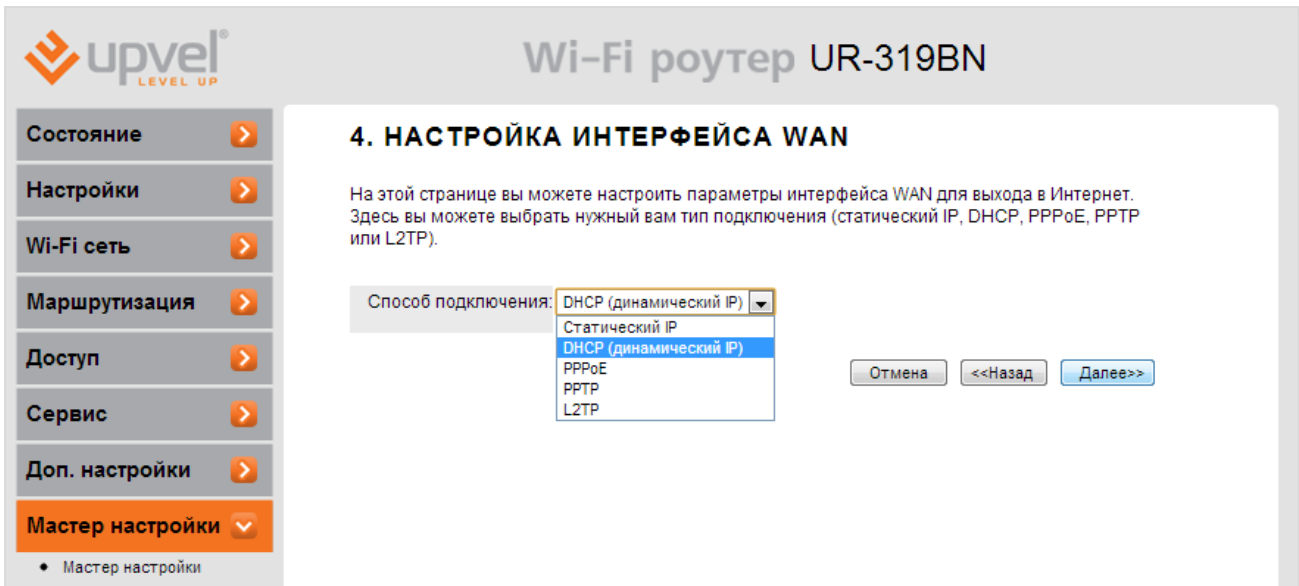 upvel®
LEVEL UP
Wi-Fi роутер UR-319BN
Состояние
Настройки
Wi-Fi сеть
Маршрутизация
Доступ
Сервис
Доп. настройки
Мастер настройки
Мастер настройки
4. НАСТРОЙКА ИНТЕРФЕЙСА WAN
На этой странице вы можете настроить параметры интерфейса WAN для выхода в Интернет.
Здесь вы можете выбрать нужный вам тип подключения (статический IP, DHCP, PPPoE, PPTP
или L2TP).
Способ подключения: DHCP (динамический IP)
Статический IP
DHCP (динамический IP)
PPPoE
PPTP
L2TP
Отмена <<Назад Далее>>